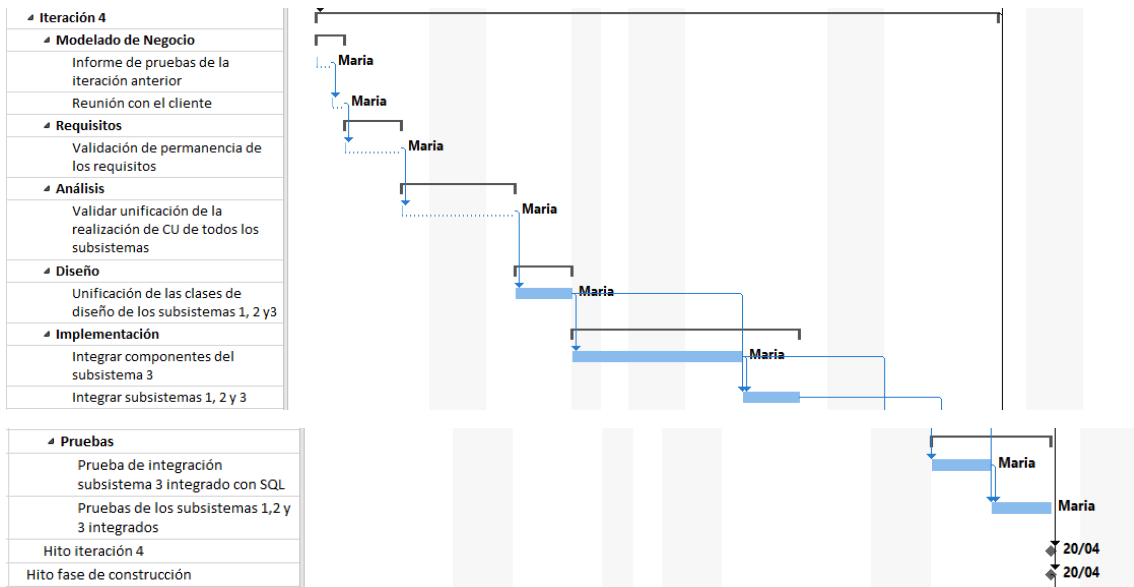 Iteración 4
Modelado de Negocio
Informe de pruebas de la
iteración anterior
Maria
Reunión con el cliente
Maria
Requisitos
Validación de permanencia de
los requisitos
Maria
Análisis
Validar unificación de la
realización de CU de todos los
subsistemas
Maria
Diseño
Unificación de las clases de
diseño de los subsistemas 1, 2 y3
Maria
Implementación
Integrar componentes del
subsistema 3
Maria
Integrar subsistemas 1, 2 y 3
Pruebas
Prueba de integración
subsistema 3 integrado con SQL
Maria
Pruebas de los subsistemas 1,2 y
3 integrados
Maria
Hito iteración 4
20/04
Hito fase de construcción
20/04